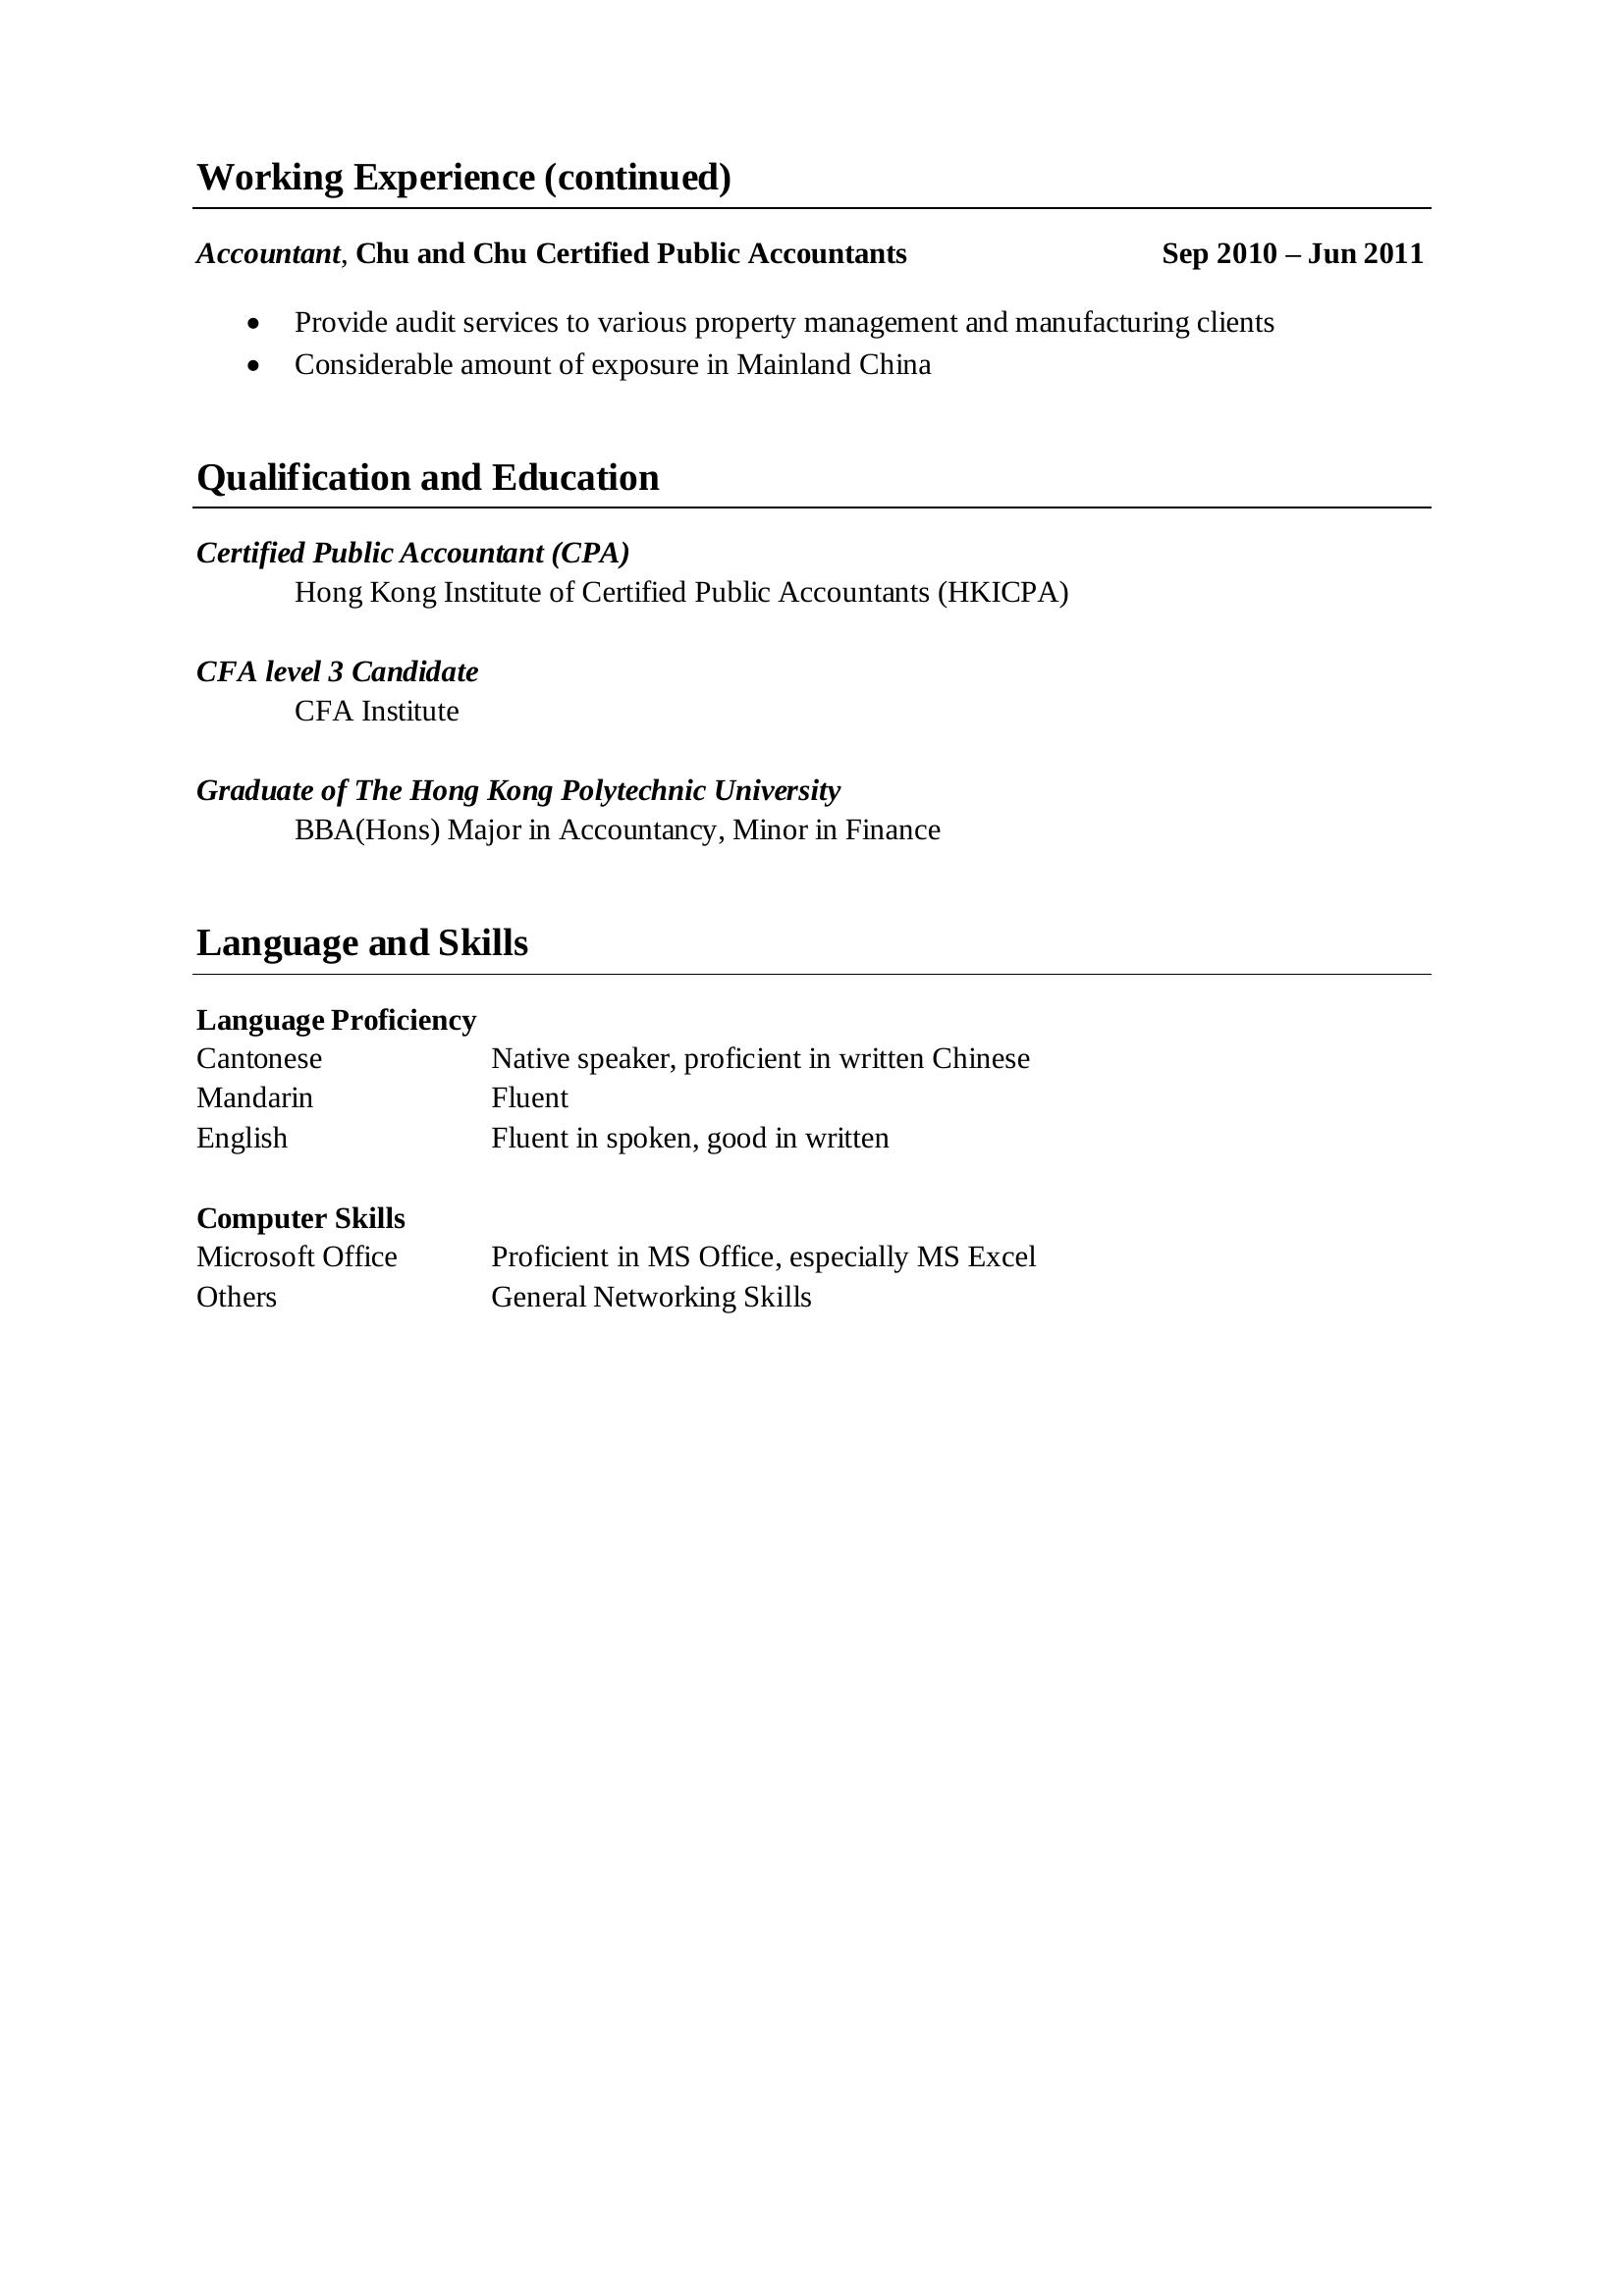 Working Experience (continued)
Accountant, Chu and Chu Certified Public Accountants Sep 2010 – Jun 2011
• Provide audit services to various property management and manufacturing clients
• Considerable amount of exposure in Mainland China
Qualification and Education
Certified Public Accountant (CPA)
Hong Kong Institute of Certified Public Accountants (HKICPA)
CFA level 3 Candidate
CFA Institute
Graduate of The Hong Kong Polytechnic University
BBA(Hons) Major in Accountancy, Minor in Finance
Language and Skills
Language Proficiency
Cantonese Native speaker, proficient in written Chinese
Mandarin Fluent
English Fluent in spoken, good in written
Computer Skills
Microsoft Office Proficient in MS Office, especially MS Excel
Others General Networking Skills